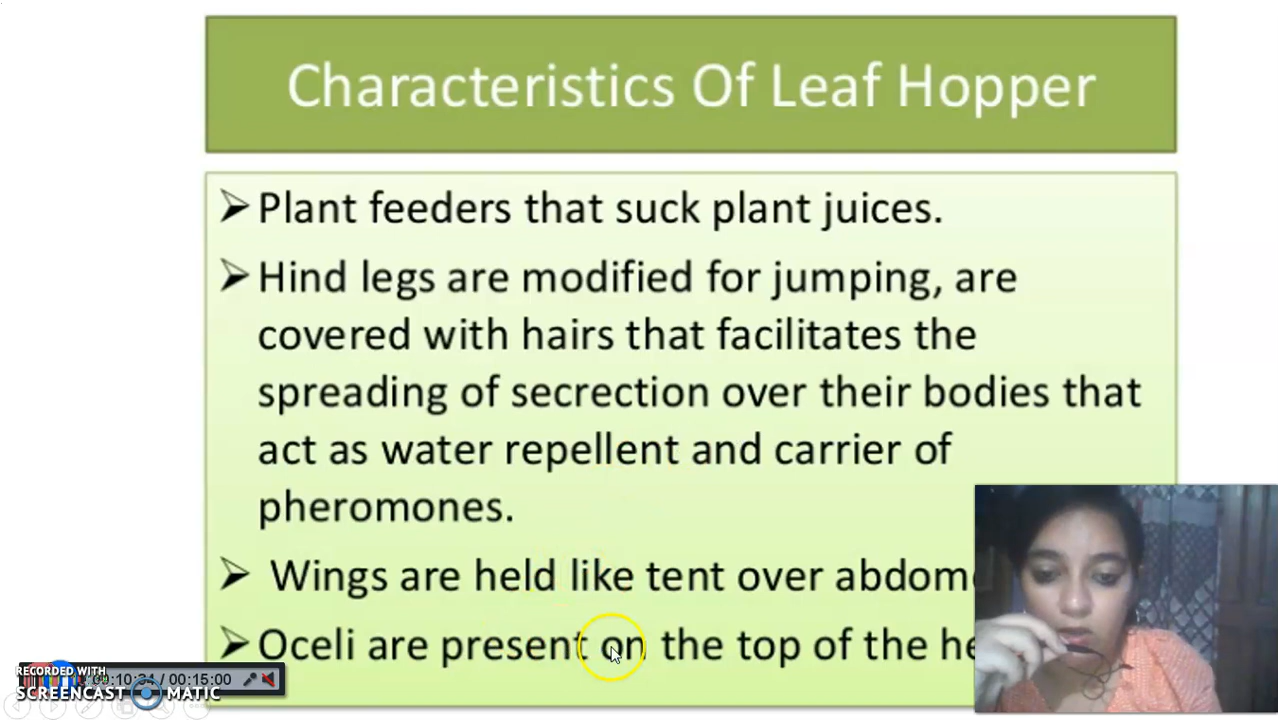 Characteristics Of Leaf Hopper
➢ Plant feeders that suck plant juices.
➢ Hind legs are modified for jumping, are
covered with hairs that facilitates the
spreading of secrection over their bodies that
act as water repellent and carrier of
pheromones.
➢ Wings are held like tent over abdom
➢ Oceli are present on the top of the he
RECORDED WITH
SCREENCAST MATIC
00:10:34 / 00:15:00